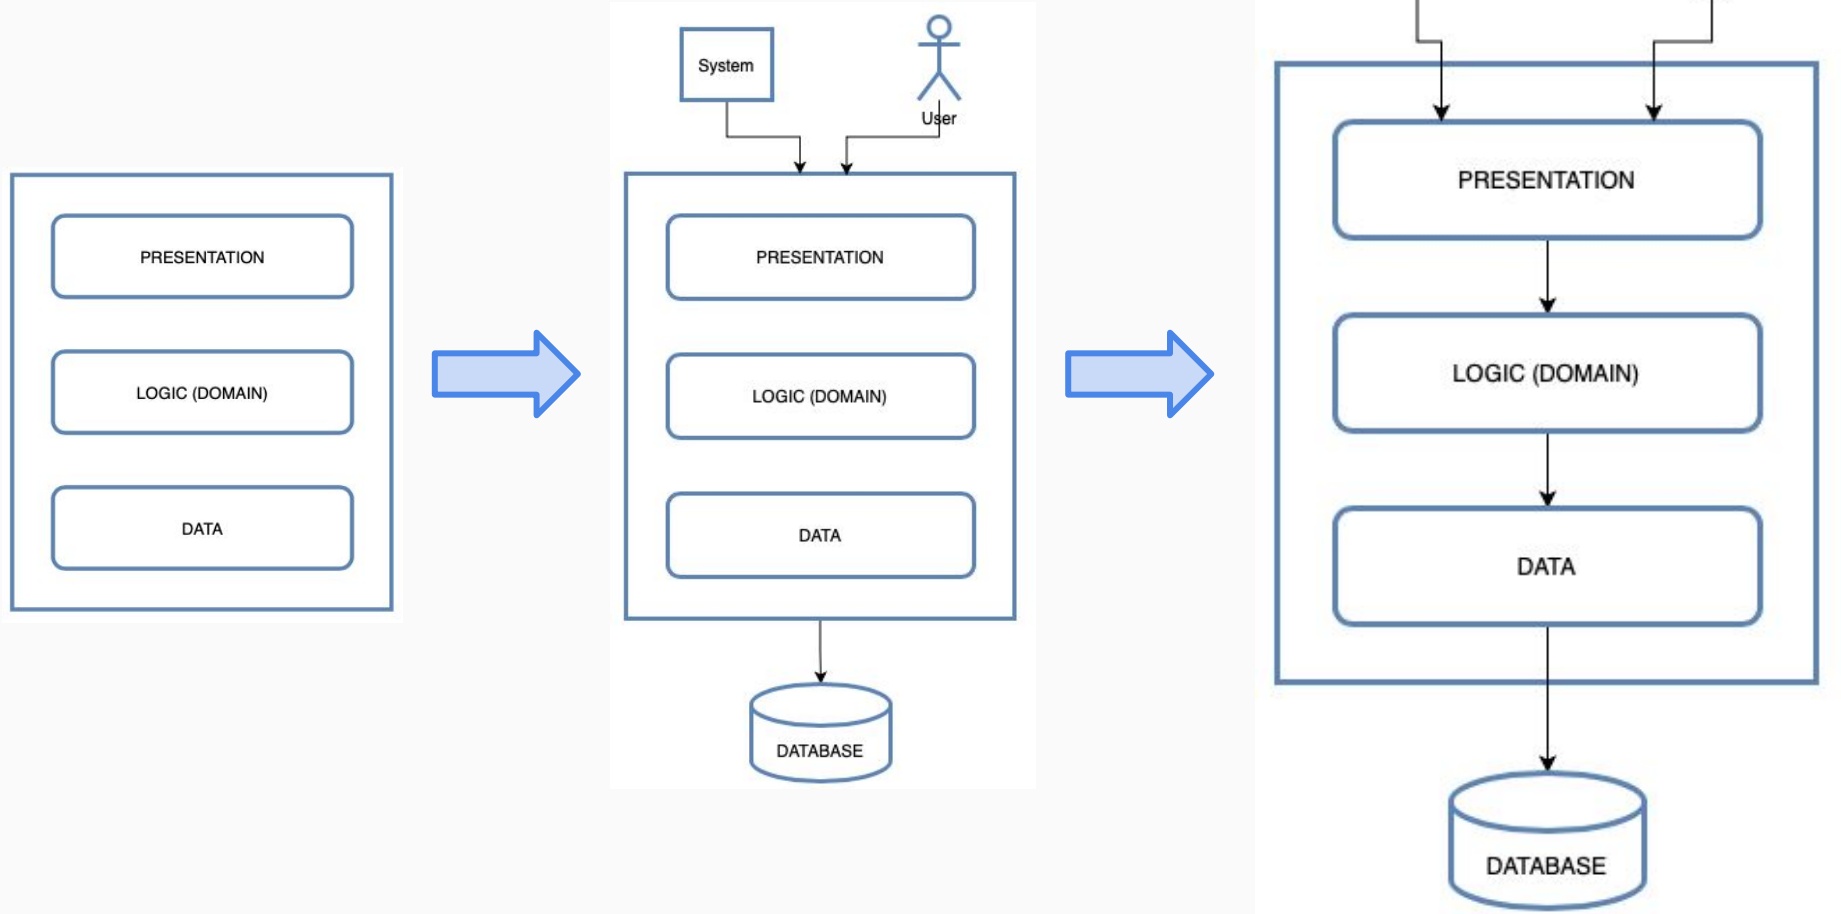 PRESENTATION
LOGIC (DOMAIN)
DATA
System
User
PRESENTATION
LOGIC (DOMAIN)
DATA
DATABASE
PRESENTATION
LOGIC (DOMAIN)
DATA
DATABASE